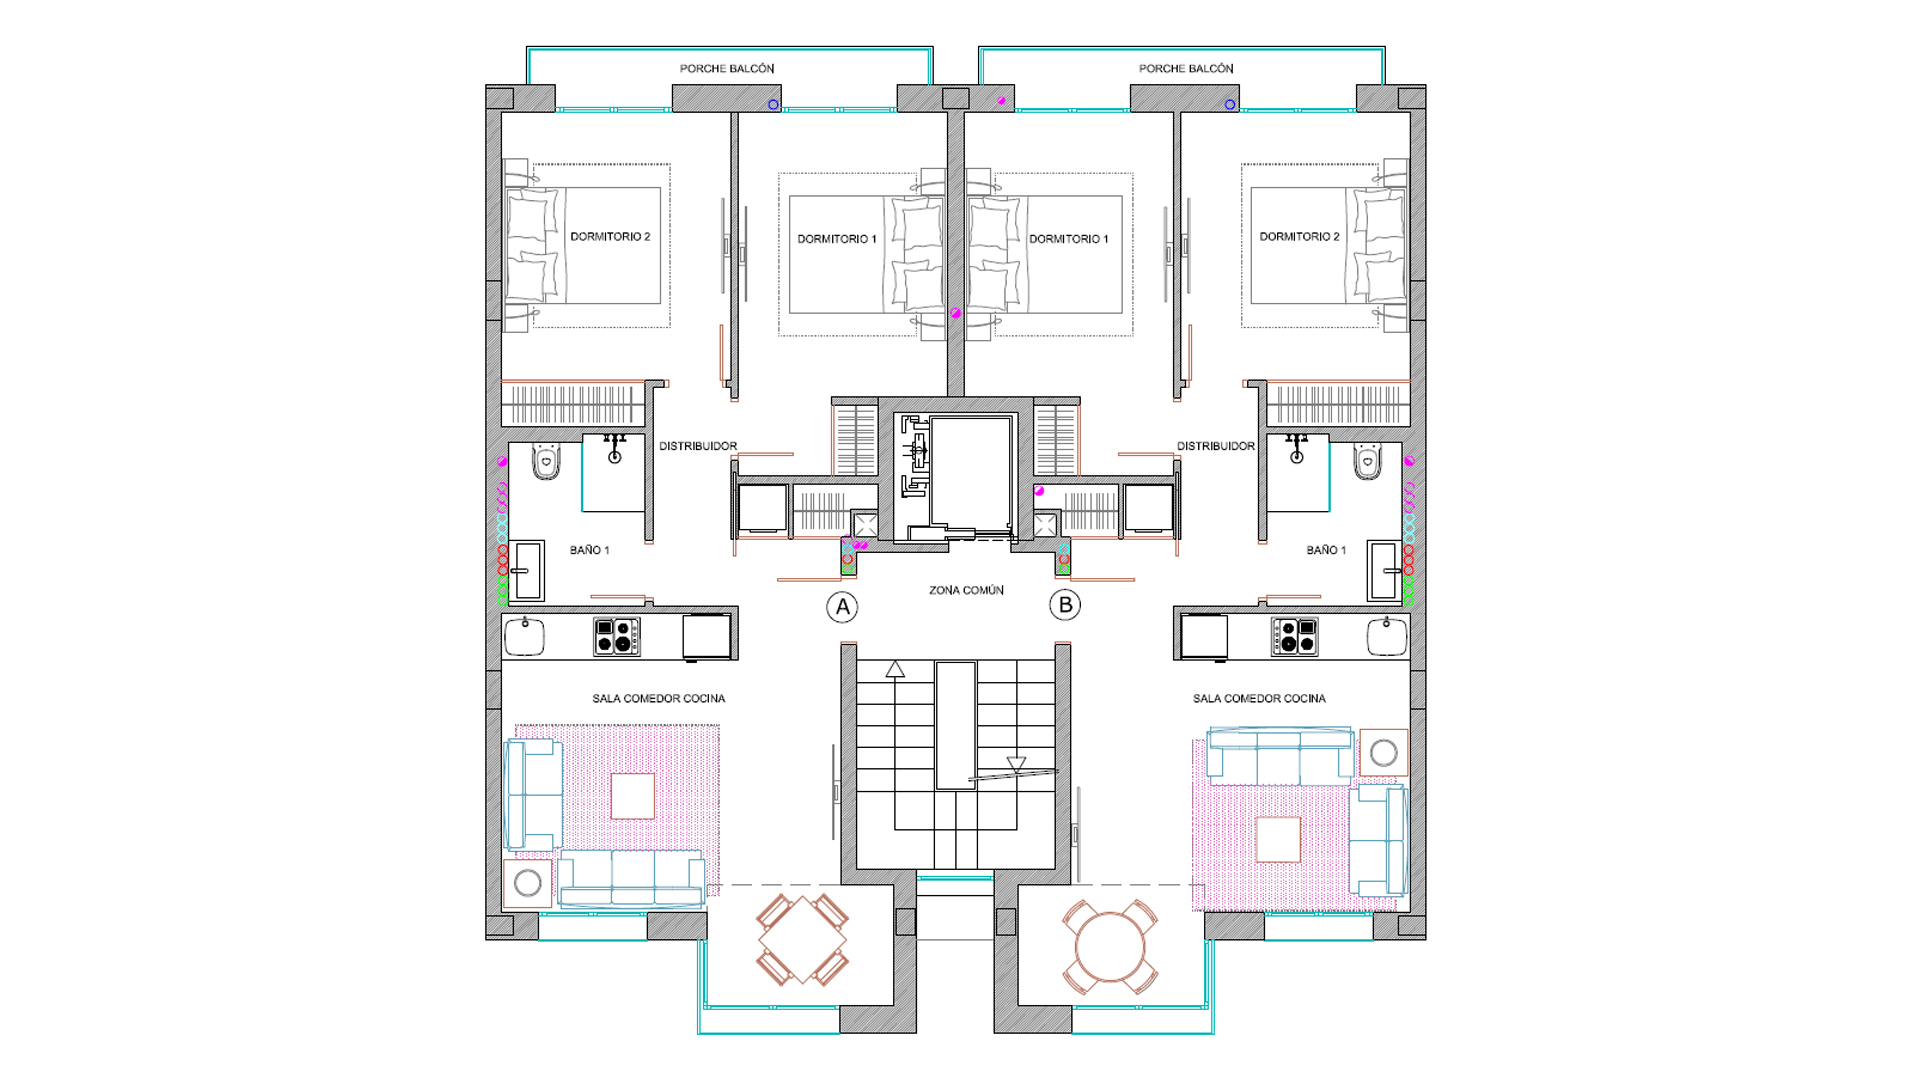 PORCHE BALCÓN
PORCHE BALCÓN
DORMITORIO 2
DORMITORIO 1
DORMITORIO 1
DORMITORIO 2
DISTRIBUIDOR
DISTRIBUIDOR
BAÑO 1
BAÑO 1
ZONA COMÚN
A
B
SALA COMEDOR COCINA
SALA COMEDOR COCINA